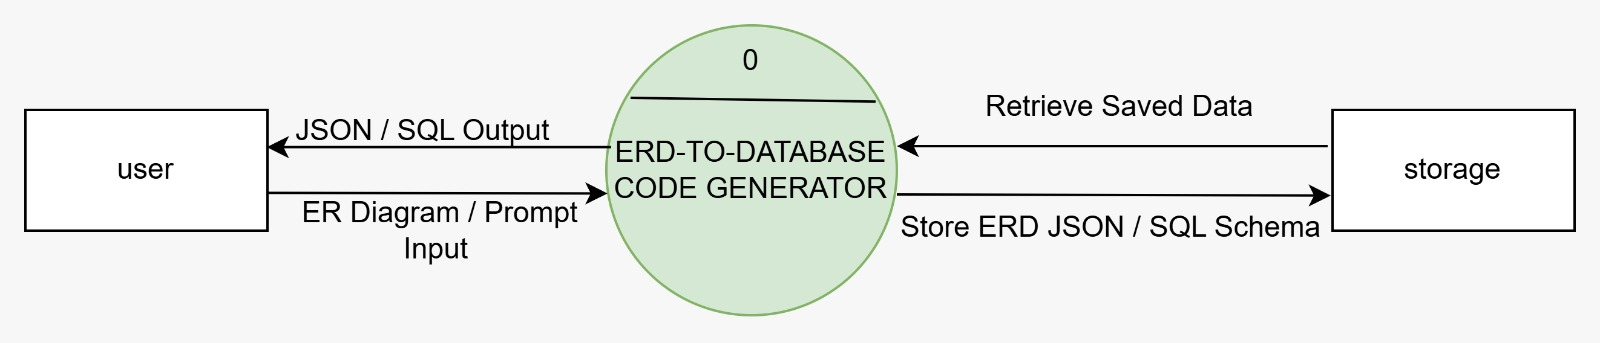 0
JSON / SQL Output
Retrieve Saved Data
user
ERD-TO-DATABASE
CODE GENERATOR
storage
ER Diagram / Prompt
Input
Store ERD JSON / SQL Schema